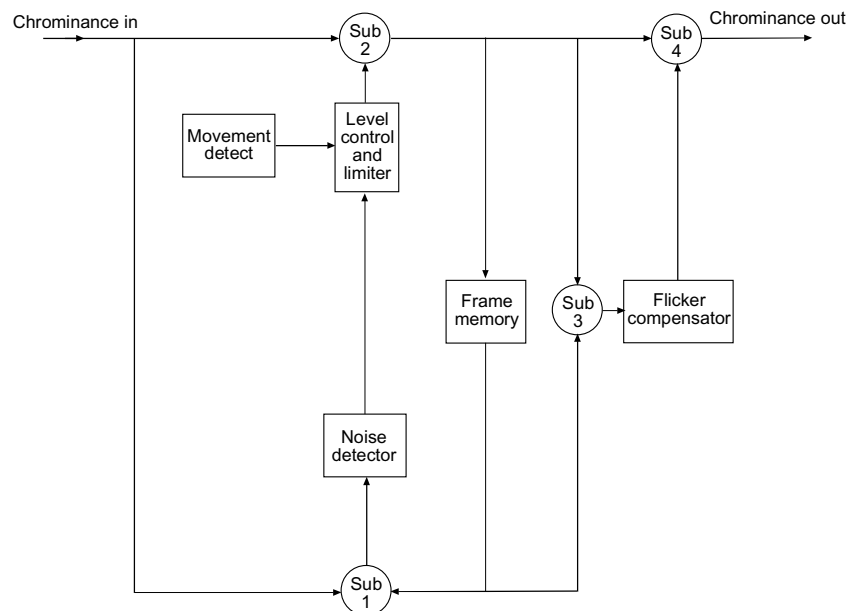 Chrominance in
Chrominance out
Sub
2
Sub
4
Movement
detect
Level
control
and
limiter
Frame
memory
Sub
3
Flicker
compensator
Noise
detector
Sub
1